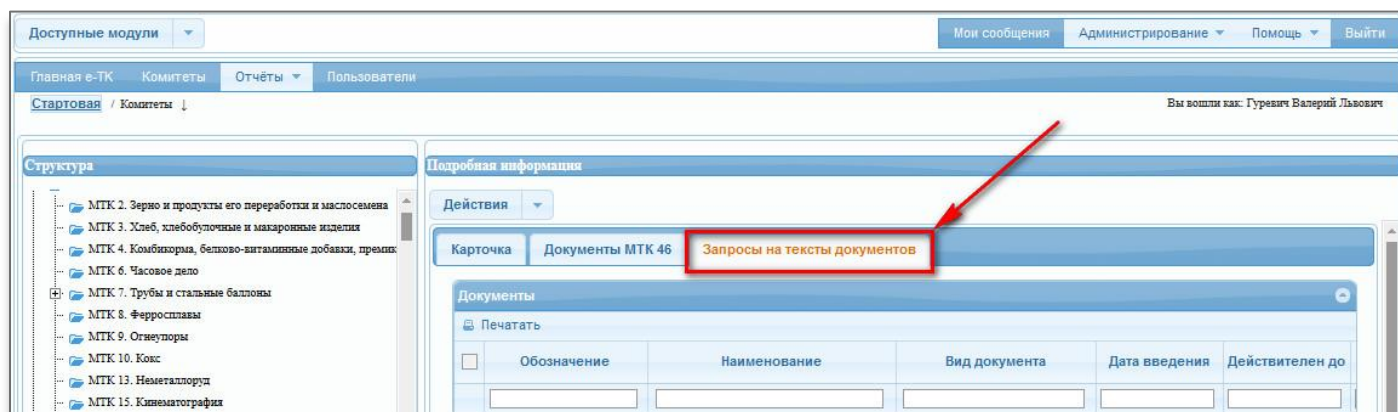 Доступные модули
Мои сообщения Администрирование Помощь Выйти
Главная е-ТК Комитеты Отчёты Пользователи
Стартовая / Комитеты ↓
Вы вошли как: Гуревич Валерий Львович
Структура
МТК 2. Зерно и продукты его переработки и маслосемена
МТК 3. Хлеб, хлебобулочные и макаронные изделия
МТК 4. Комбикорма, белково-витаминные добавки, премик
МТК 6. Часовое дело
МТК 7. Трубы и стальные баллоны
МТК 8. Ферросплавы
МТК 9. Огнеупоры
МТК 10. Кокс
МТК 13. Неметаллоруд
МТК 15. Кинематография
Подробная информация
Действия
Карточка Документы МТК 46 Запросы на тексты документов
Документы
Печатать
Обозначение Наименование Вид документа Дата введения Действителен до